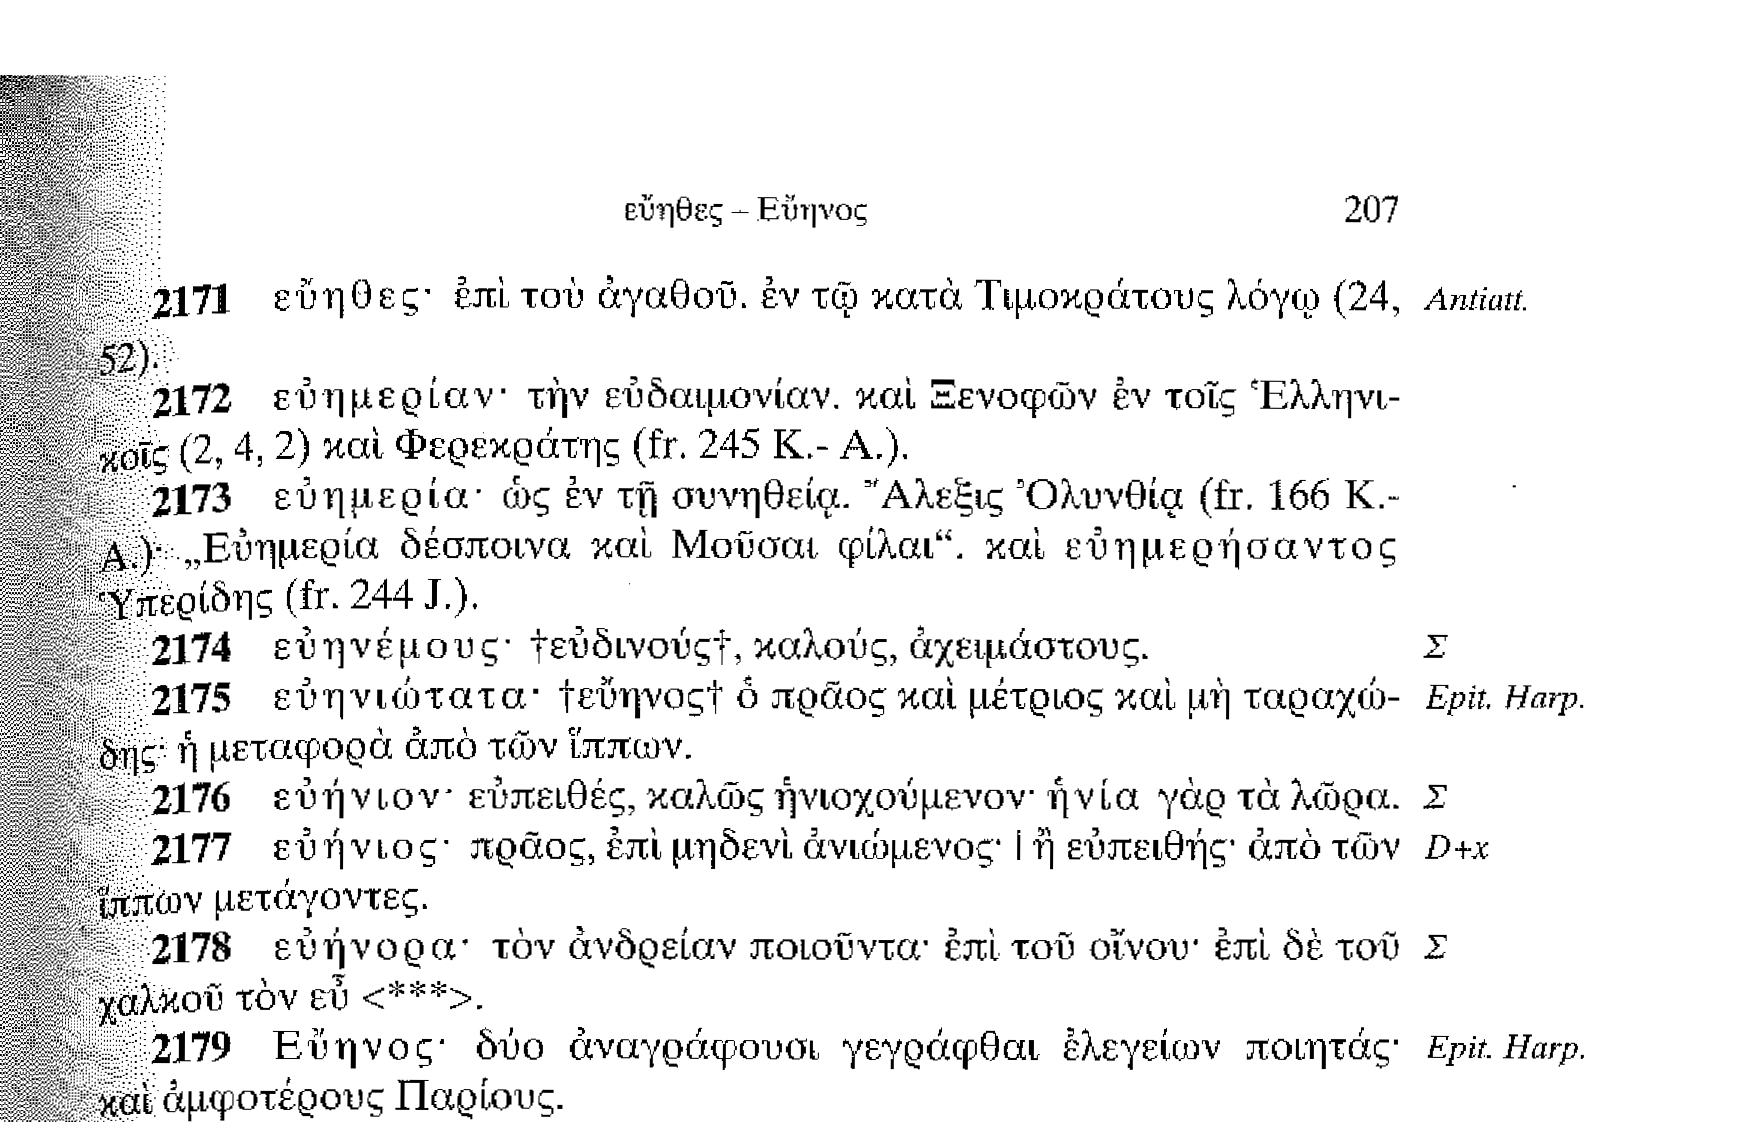 εὔηθες – Εὔηνος 207
2171 εὔηθες· ἐπὶ τοὺ ἀγαθοῦ. ἐν τῷ κατὰ Τιμοκράτους λόγῳ (24, Antiatt.
52).
2172 εὐημερίαν· τὴν εὐδαιμονίαν. καὶ Ξενοφῶν ἐν τοῖς Ἑλληνι-
κοῖς (2, 4, 2) καὶ Φερεκράτης (fr. 245 K.- A.).
2173 εὐημερία· ὡς ἐν τῇ συνηθείᾳ. Ἄλεξις Ὀλυνθίᾳ (fr. 166 K.-
A.)· „Εὐημερία δέσποινα καὶ Μοῦσαι φίλαι“. καὶ εὐημερήσαντος
Ὑπερίδης (fr. 244 J.).
2174 εὐηνέμους· †εὐδινούς†, καλούς, ἀχειμάστους. Σ
2175 εὐηνιώτατα· †εὔηνος† ὁ πρᾶος καὶ μέτριος καὶ μὴ ταραχώ- Epit. Harp.
δης· ἡ μεταφορὰ ἀπὸ τῶν ἵππων.
2176 εὐήνιον· εὐπειθές, καλῶς ἡνιοχούμενον· ἡνία γὰρ τὰ λῶρα. Σ
2177 εὐήνιος· πρᾶος, ἐπὶ μηδενὶ ἀνιώμενος· | ἢ εὐπειθής· ἀπὸ τῶν D+x
ἵππων μετάγοντες.
2178 εὐήνορα· τὸν ἀνδρείαν ποιοῦντα· ἐπὶ τοῦ οἴνου· ἐπὶ δὲ τοῦ Σ
χαλκοῦ τὸν εὖ <***>.
2179 Εὔηνος· δύο ἀναγράφουσι γεγράφθαι ἐλεγείων ποιητάς· Epit. Harp.
καὶ ἀμφοτέρους Παρίους.